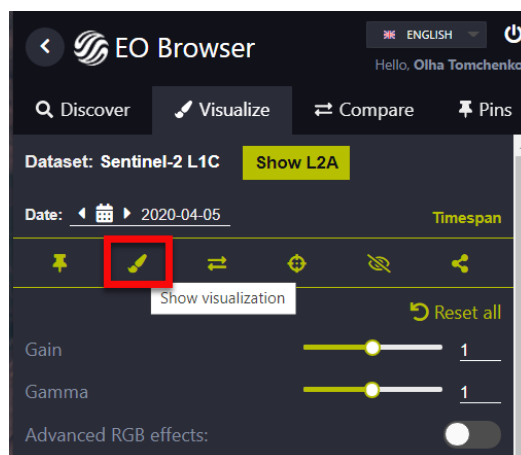 EO Browser
ENGLISH
Hello, Olha Tomchenko
Discover Visualize Compare Pins
Dataset: Sentinel-2 L1C Show L2A
Date: 2020-04-05 Timespan
Show visualization
Reset all
Gain 1
Gamma 1
Advanced RGB effects: